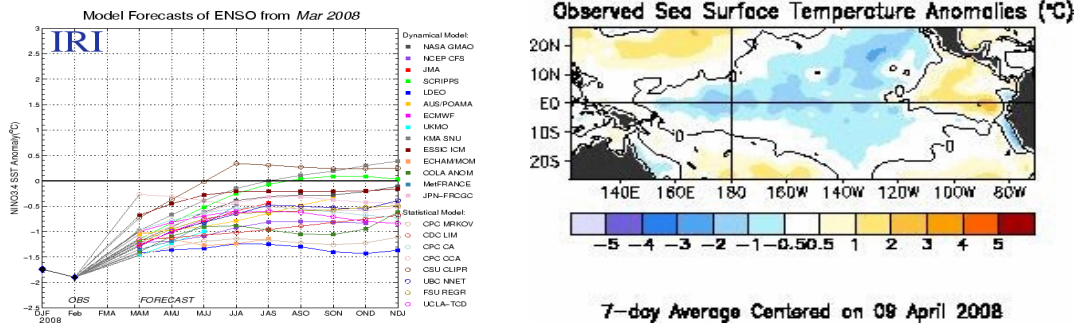 Model Forecasts of ENSO from Mar 2008
IRI
3
2.5
2
1.5
1
0.5
0
-0.5
-1
-1.5
-2
-2.5
NINO3.4 SST Anomaly(°C)
OBS FORECAST
DJF Feb FMA MAM AMJ MJJ JJA JAS ASO SON OND NDJ
2008
Dynamical Model:
NASA GMAO
NCEP CFS
JMA
SCRIPPS
LDEO
AUS/POAMA
ECMWF
UKMO
KMA SNU
ESSIC ICM
ECHAM/MOM
COLA ANOM
MetFRANCE
JPN-FRCGC
Statistical Model:
CPC MRKOV
CDC LIM
CPC CA
CPC CCA
CSU CLIPR
UBC NNET
FSU REGR
UCLA-TCD
Observed Sea Surface Temperature Anomalies (°C)
20N
10N
EQ
10S
20S
0 0 0 0
140E 160E 180 160W 140W 120W 100W 80W
-5 -4 -3 -2 -1 -0.5 0.5 1 2 3 4 5
7-day Average Centered on 09 April 2008